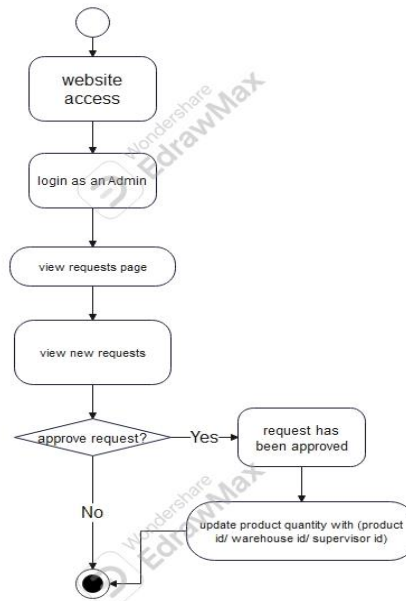 website
access
Wondershare
EdrawMax
login as an Admin
view requests page
view new requests
approve request?
Yes
request has
been approved
No
Wondershare
EdrawMax
update product quantity with (product
id/ warehouse id/ supervisor id)